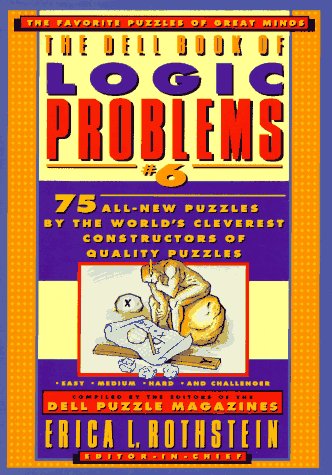 THE FAVORITE PUZZLES OF GREAT MINDS
THE DELL BOOK OF
LOGIC
PROBLEMS
#6
75 ALL-NEW PUZZLES
BY THE WORLD'S CLEVEREST
CONSTRUCTORS OF
QUALITY PUZZLES
X
• EASY • MEDIUM • HARD • AND CHALLENGER
COMPILED BY THE EDITORS OF THE
DELL PUZZLE MAGAZINES
ERICA L. ROTHSTEIN
EDITOR-IN-CHIEF